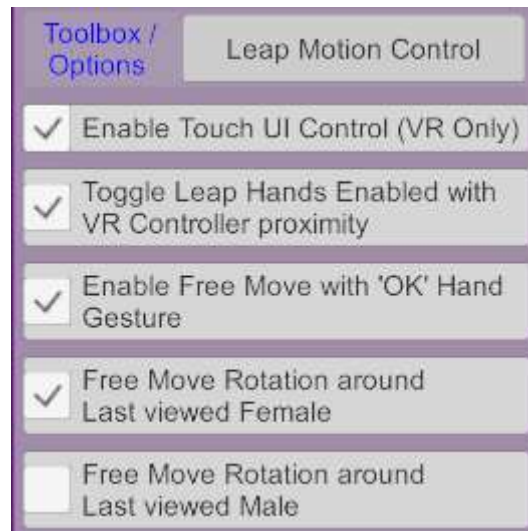 Toolbox /
Options
Leap Motion Control
Enable Touch UI Control (VR Only)
Toggle Leap Hands Enabled with
VR Controller proximity
Enable Free Move with 'OK' Hand
Gesture
Free Move Rotation around
Last viewed Female
Free Move Rotation around
Last viewed Male